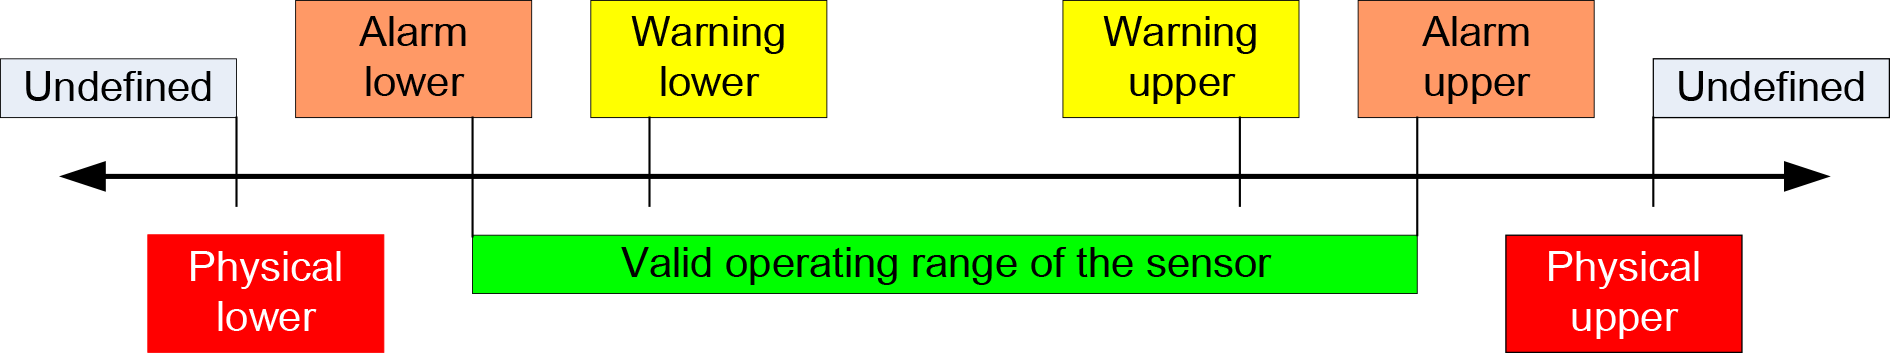 Undefined
Alarm
lower
Warning
lower
Warning
upper
Alarm
upper
Undefined
Physical
lower
Valid operating range of the sensor
Physical
upper